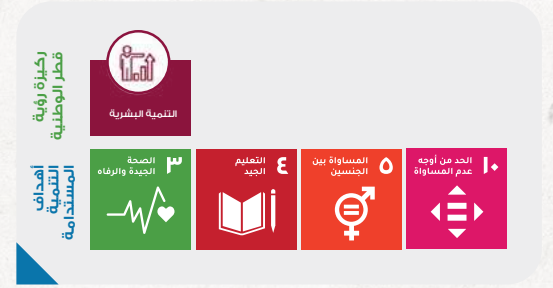 ركيزة رؤية
قطر الوطنية
التنمية البشرية
أهداف
التنمية
المستدامة
٣ الصحة
الجيدة والرفاه
٤ التعليم
الجيد
٥ المساواة بين
الجنسين
١٠ الحد من أوجه
عدم المساواة